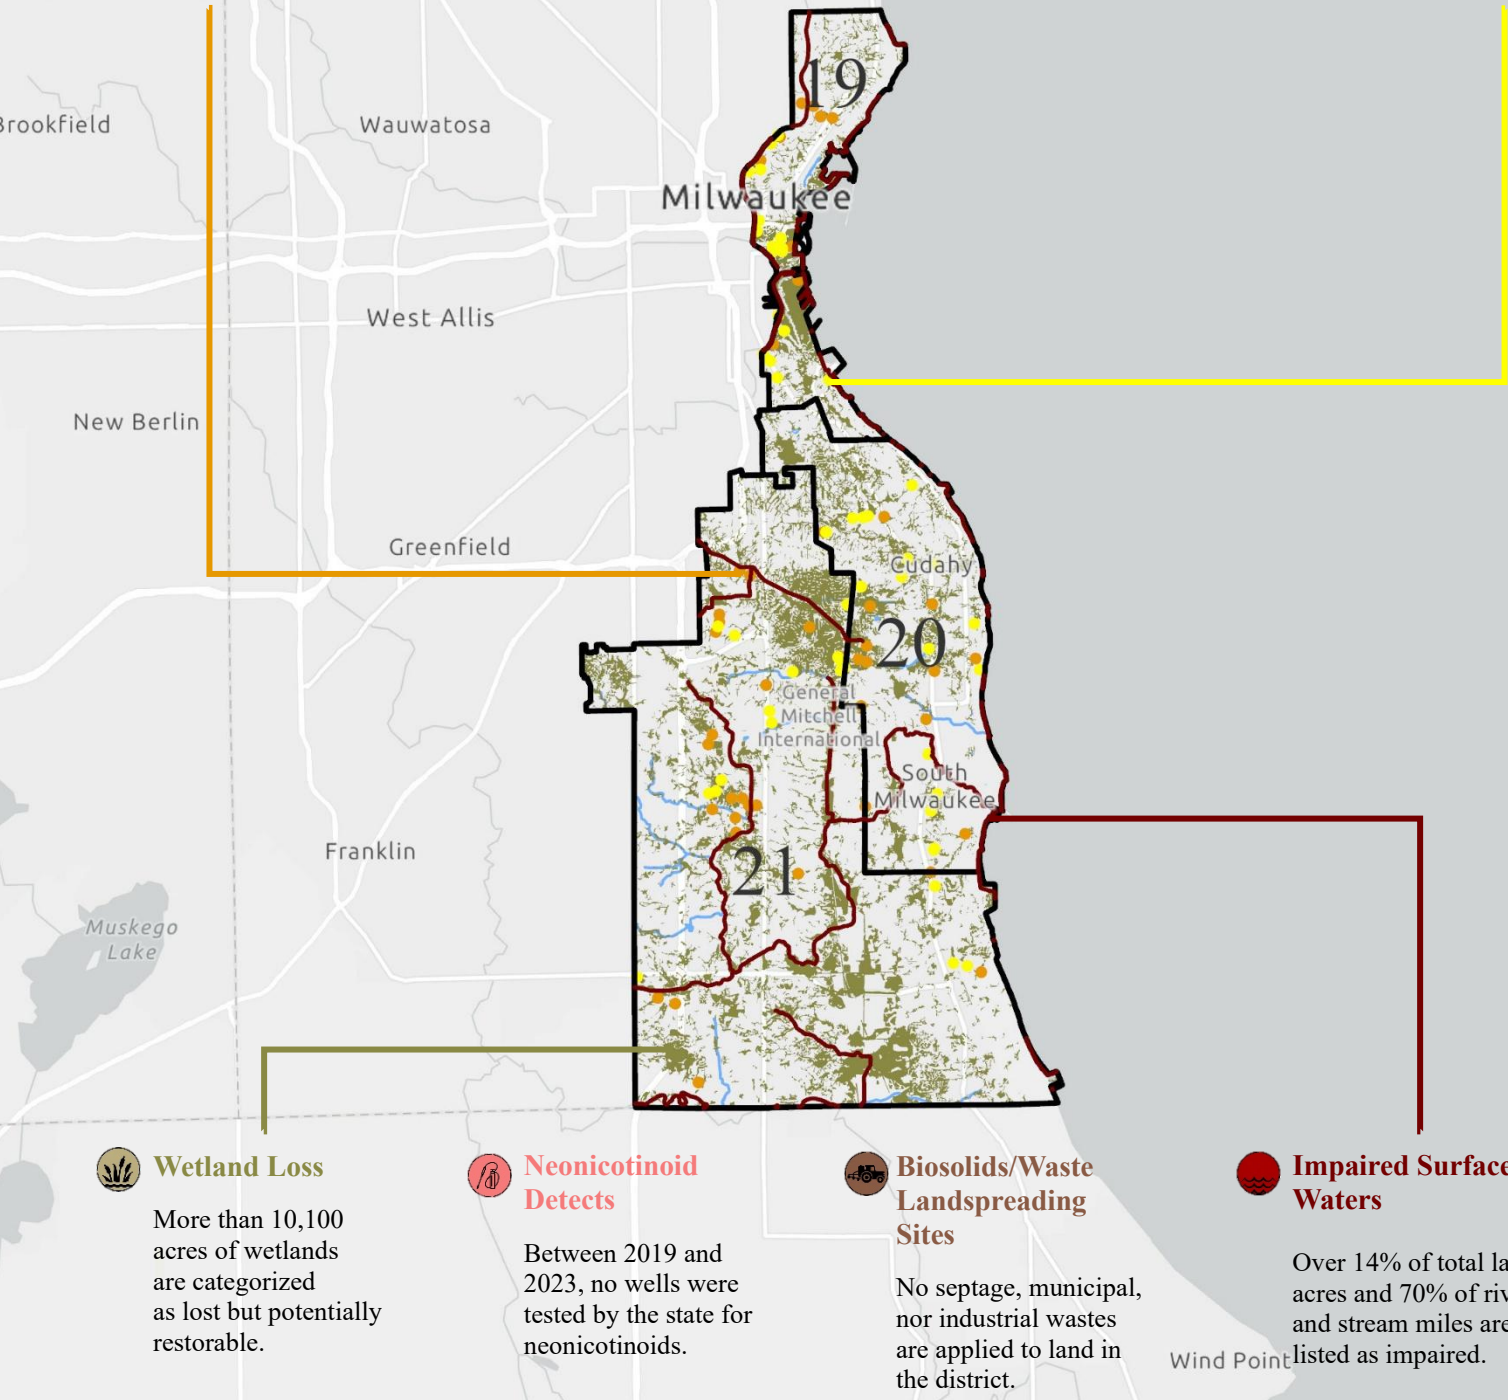 19
Brookfield
Wauwatosa
Milwaukee
West Allis
New Berlin
Greenfield
Cudahy
20
General
Mitchell
International
South
Milwaukee
Franklin
21
Muskego
Lake
Wetland Loss
More than 10,100
acres of wetlands
are categorized
as lost but potentially
restorable.
Neonicotinoid
Detects
Between 2019 and
2023, no wells were
tested by the state for
neonicotinoids.
Biosolids/Waste
Landspreading
Sites
No septage, municipal,
nor industrial wastes
are applied to land in
the district.
Impaired Surface
Waters
Over 14% of total la
acres and 70% of riv
and stream miles are
listed as impaired.
Wind Point